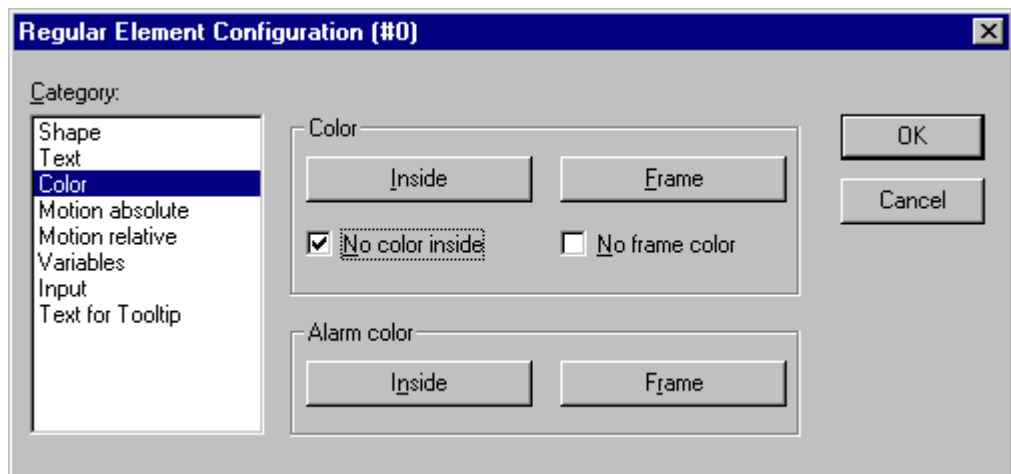 Regular Element Configuration (#0)
Category:
Shape
Text
Color
Motion absolute
Motion relative
Variables
Input
Text for Tooltip
Color
Inside
Frame
No color inside
No frame color
Alarm color
Inside
Frame
OK
Cancel